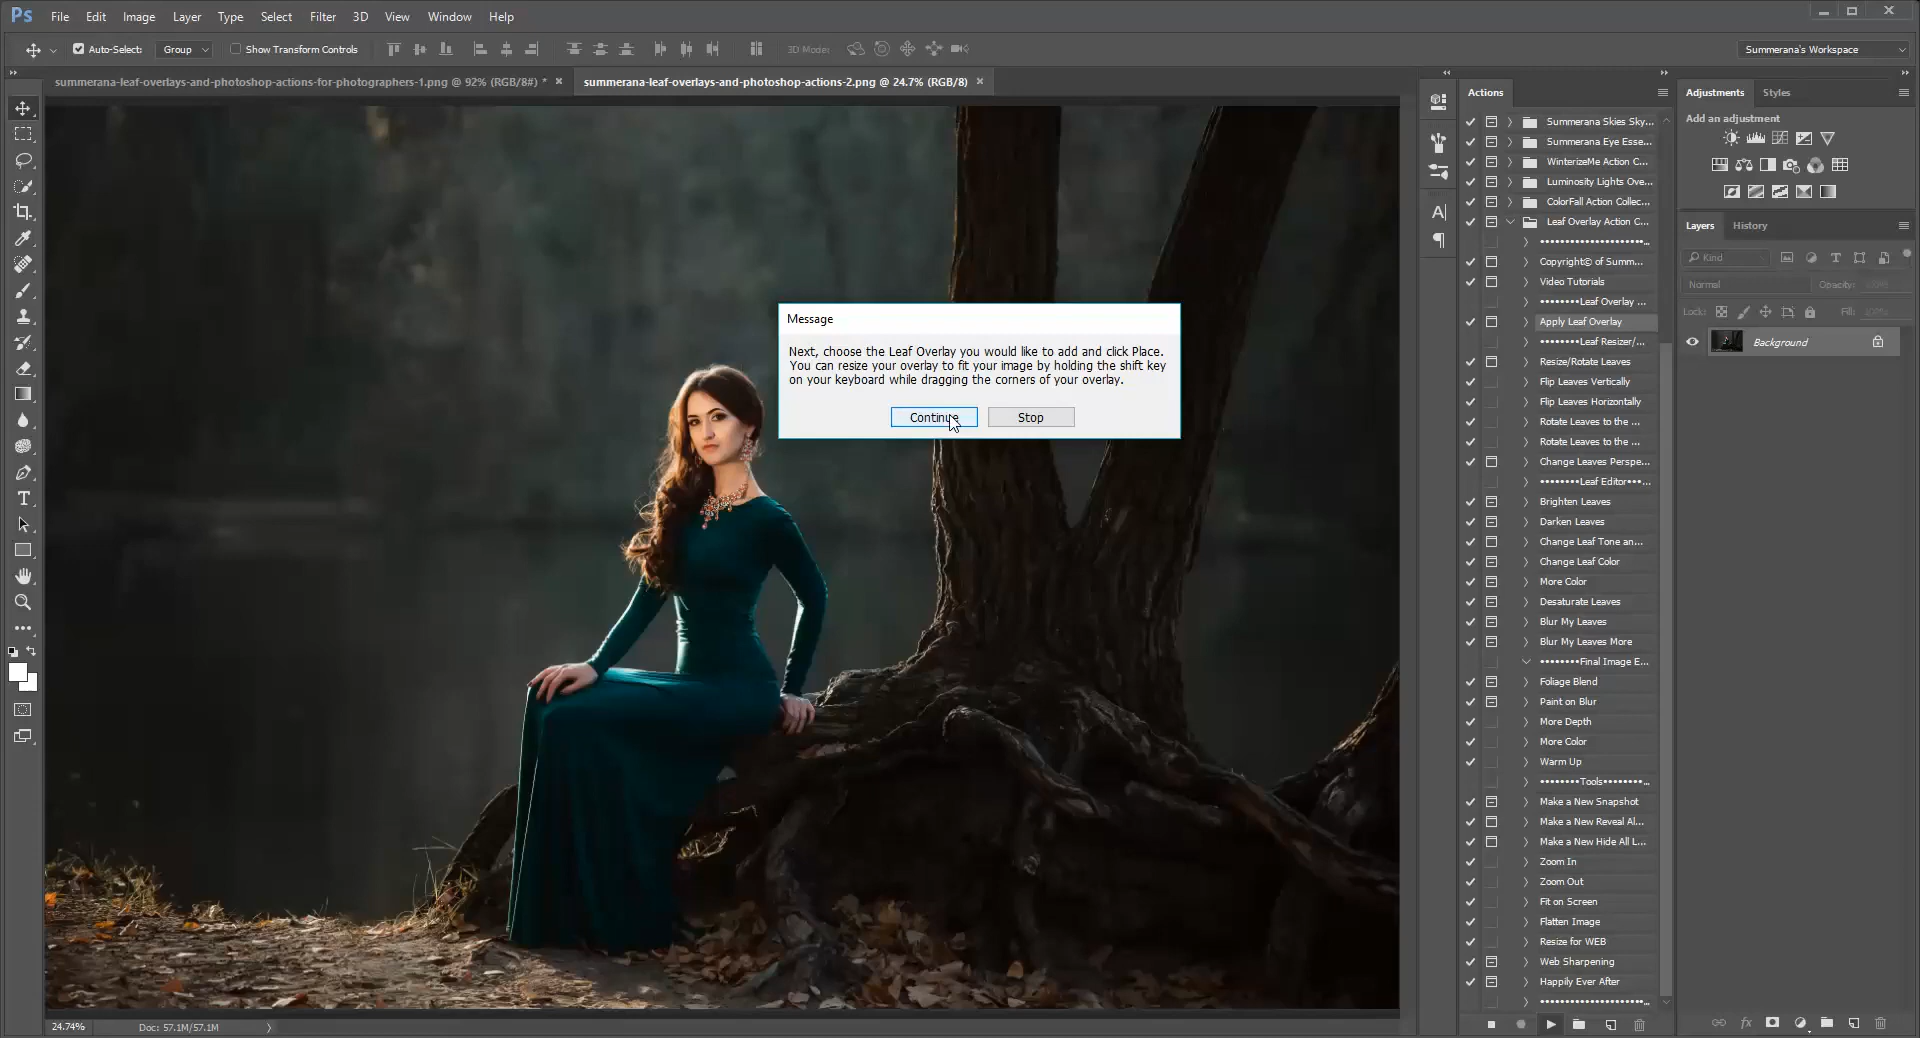 Ps File Edit Image Layer Type Select Filter 3D View Window Help
Auto-Select: Group Show Transform Controls 3D Mode: Summerana's Workspace
summerana-leaf-overlays-and-photoshop-actions-for-photographers-1.png @ 92% (RGB/8#) * summerana-leaf-overlays-and-photoshop-actions-2.png @ 24.7% (RGB/8)
Message
Next, choose the Leaf Overlay you would like to add and click Place.
You can resize your overlay to fit your image by holding the shift key
on your keyboard while dragging the corners of your overlay.
Continue Stop
Actions
Summerana Skies Sky...
Summerana Eye Esse...
WinterizeMe Action C...
Luminosity Lights Ove...
ColorFall Action Collec...
Leaf Overlay Action C...
Copyright© of Summ...
Video Tutorials
••••••••Leaf Overlay ...
Apply Leaf Overlay
••••••••Leaf Resizer/...
Resize/Rotate Leaves
Flip Leaves Vertically
Flip Leaves Horizontally
Rotate Leaves to the ...
Rotate Leaves to the ...
Change Leaves Perspe...
••••••••Leaf Editor•••...
Brighten Leaves
Darken Leaves
Change Leaf Tone an...
Change Leaf Color
More Color
Desaturate Leaves
Blur My Leaves
Blur My Leaves More
••••••••Final Image E...
Foliage Blend
Paint on Blur
More Depth
More Color
Warm Up
••••••••Tools•••••••••...
Make a New Snapshot
Make a New Reveal Al...
Make a New Hide All L...
Zoom In
Zoom Out
Fit on Screen
Flatten Image
Resize for WEB
Web Sharpening
Happily Ever After
Adjustments Styles
Add an adjustment
Layers History
Kind
Normal Opacity: 100%
Lock: Fill: 100%
Background
24.74% Doc: 57.1M/57.1M